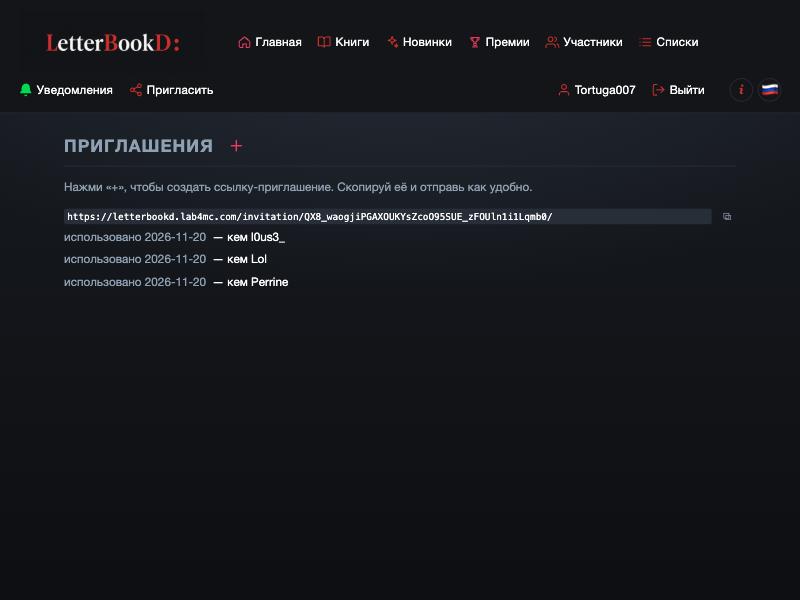 LetterBookD:
Главная Книги Новинки Премии Участники Списки
Уведомления Пригласить Tortuga007 Выйти i
ПРИГЛАШЕНИЯ +
Нажми «+», чтобы создать ссылку-приглашение. Скопируй её и отправь как удобно.
https://letterbookd.lab4mc.com/invitation/QX8_waogjiPGAXOUKYsZcoO95SUE_zFOUln1i1Lqmb0/
использовано 2026-11-20 — кем l0us3_
использовано 2026-11-20 — кем Lol
использовано 2026-11-20 — кем Perrine